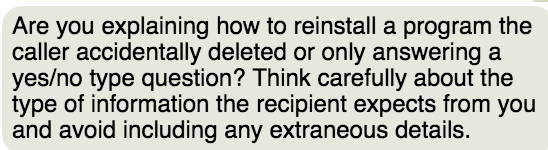 Are you explaining how to reinstall a program the
caller accidentally deleted or only answering a
yes/no type question? Think carefully about the
type of information the recipient expects from you
and avoid including any extraneous details.